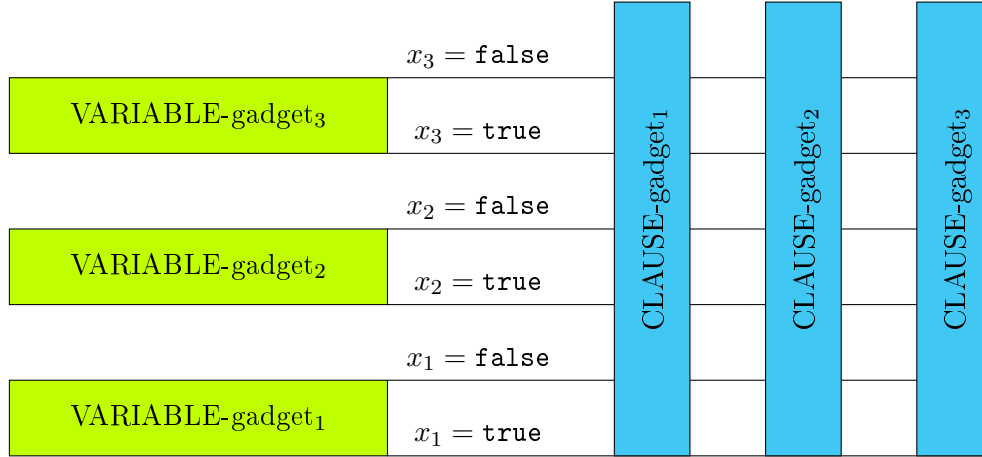 x₃ = false
VARIABLE-gadget₃
x₃ = true
x₂ = false
VARIABLE-gadget₂
x₂ = true
x₁ = false
VARIABLE-gadget₁
x₁ = true
CLAUSE-gadget₁
CLAUSE-gadget₂
CLAUSE-gadget₃